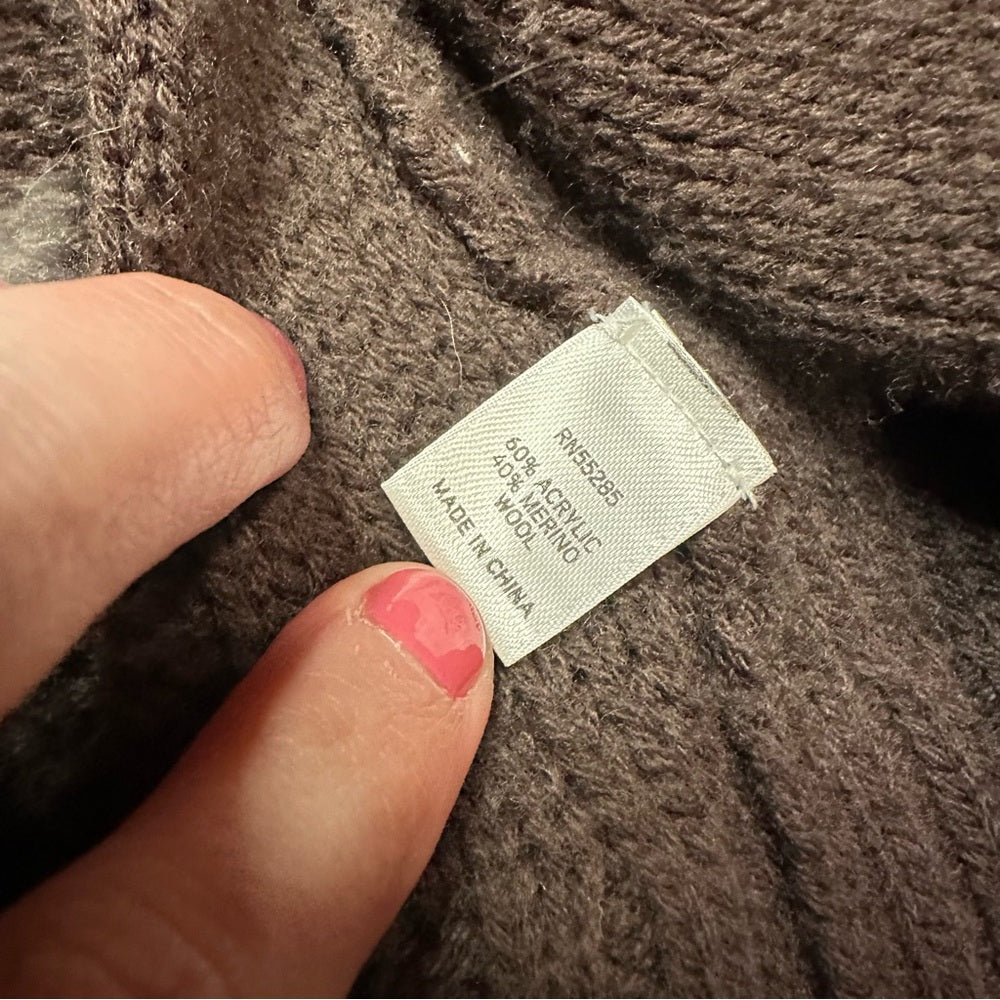 RN55285
60% ACRYLIC
40% MERINO
WOOL
MADE IN CHINA